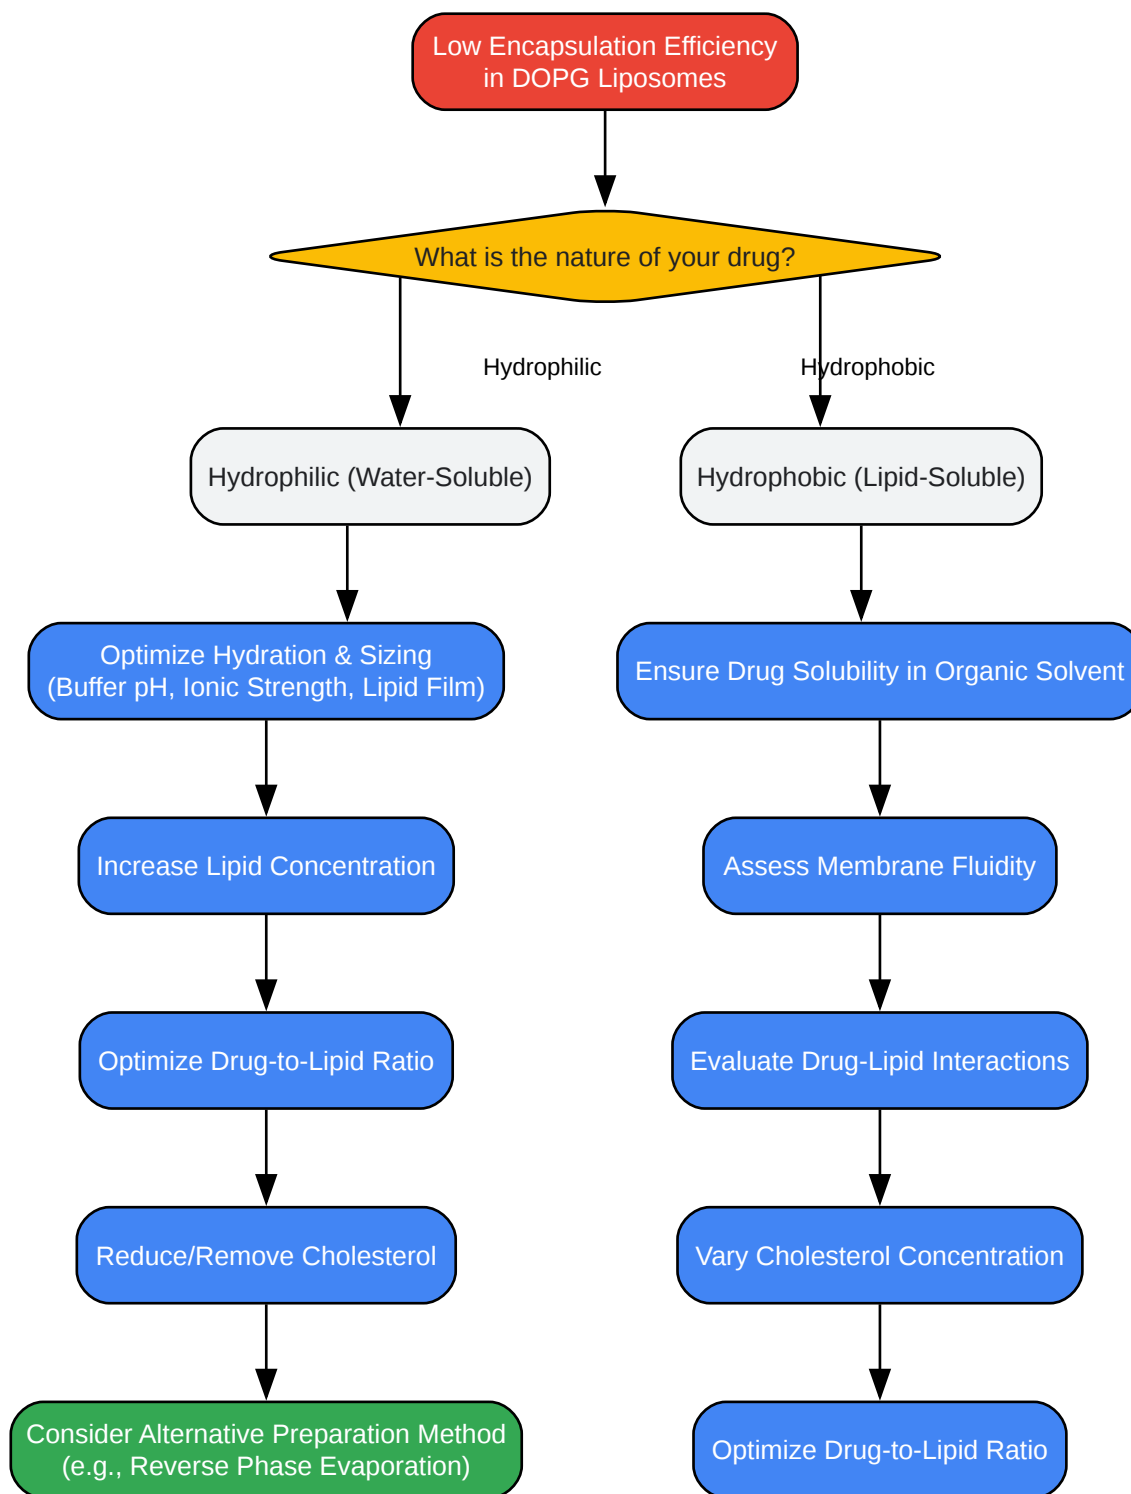 Low Encapsulation Efficiency
in DOPG Liposomes
What is the nature of your drug?
Hydrophilic
Hydrophobic
Hydrophilic (Water-Soluble)
Hydrophobic (Lipid-Soluble)
Optimize Hydration & Sizing
(Buffer pH, Ionic Strength, Lipid Film)
Ensure Drug Solubility in Organic Solvent
Increase Lipid Concentration
Assess Membrane Fluidity
Optimize Drug-to-Lipid Ratio
Evaluate Drug-Lipid Interactions
Reduce/Remove Cholesterol
Vary Cholesterol Concentration
Consider Alternative Preparation Method
(e.g., Reverse Phase Evaporation)
Optimize Drug-to-Lipid Ratio